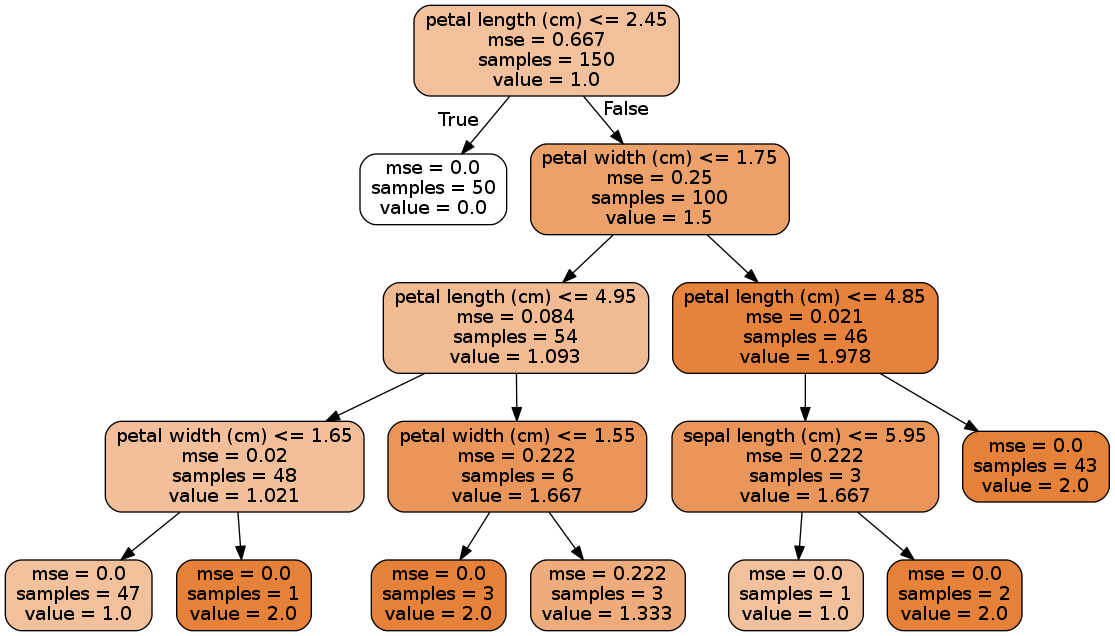 petal length (cm) <= 2.45
mse = 0.667
samples = 150
value = 1.0
True
False
mse = 0.0
samples = 50
value = 0.0
petal width (cm) <= 1.75
mse = 0.25
samples = 100
value = 1.5
petal length (cm) <= 4.95
mse = 0.084
samples = 54
value = 1.093
petal length (cm) <= 4.85
mse = 0.021
samples = 46
value = 1.978
petal width (cm) <= 1.65
mse = 0.02
samples = 48
value = 1.021
petal width (cm) <= 1.55
mse = 0.222
samples = 6
value = 1.667
sepal length (cm) <= 5.95
mse = 0.222
samples = 3
value = 1.667
mse = 0.0
samples = 43
value = 2.0
mse = 0.0
samples = 47
value = 1.0
mse = 0.0
samples = 1
value = 2.0
mse = 0.0
samples = 3
value = 2.0
mse = 0.222
samples = 3
value = 1.333
mse = 0.0
samples = 1
value = 1.0
mse = 0.0
samples = 2
value = 2.0